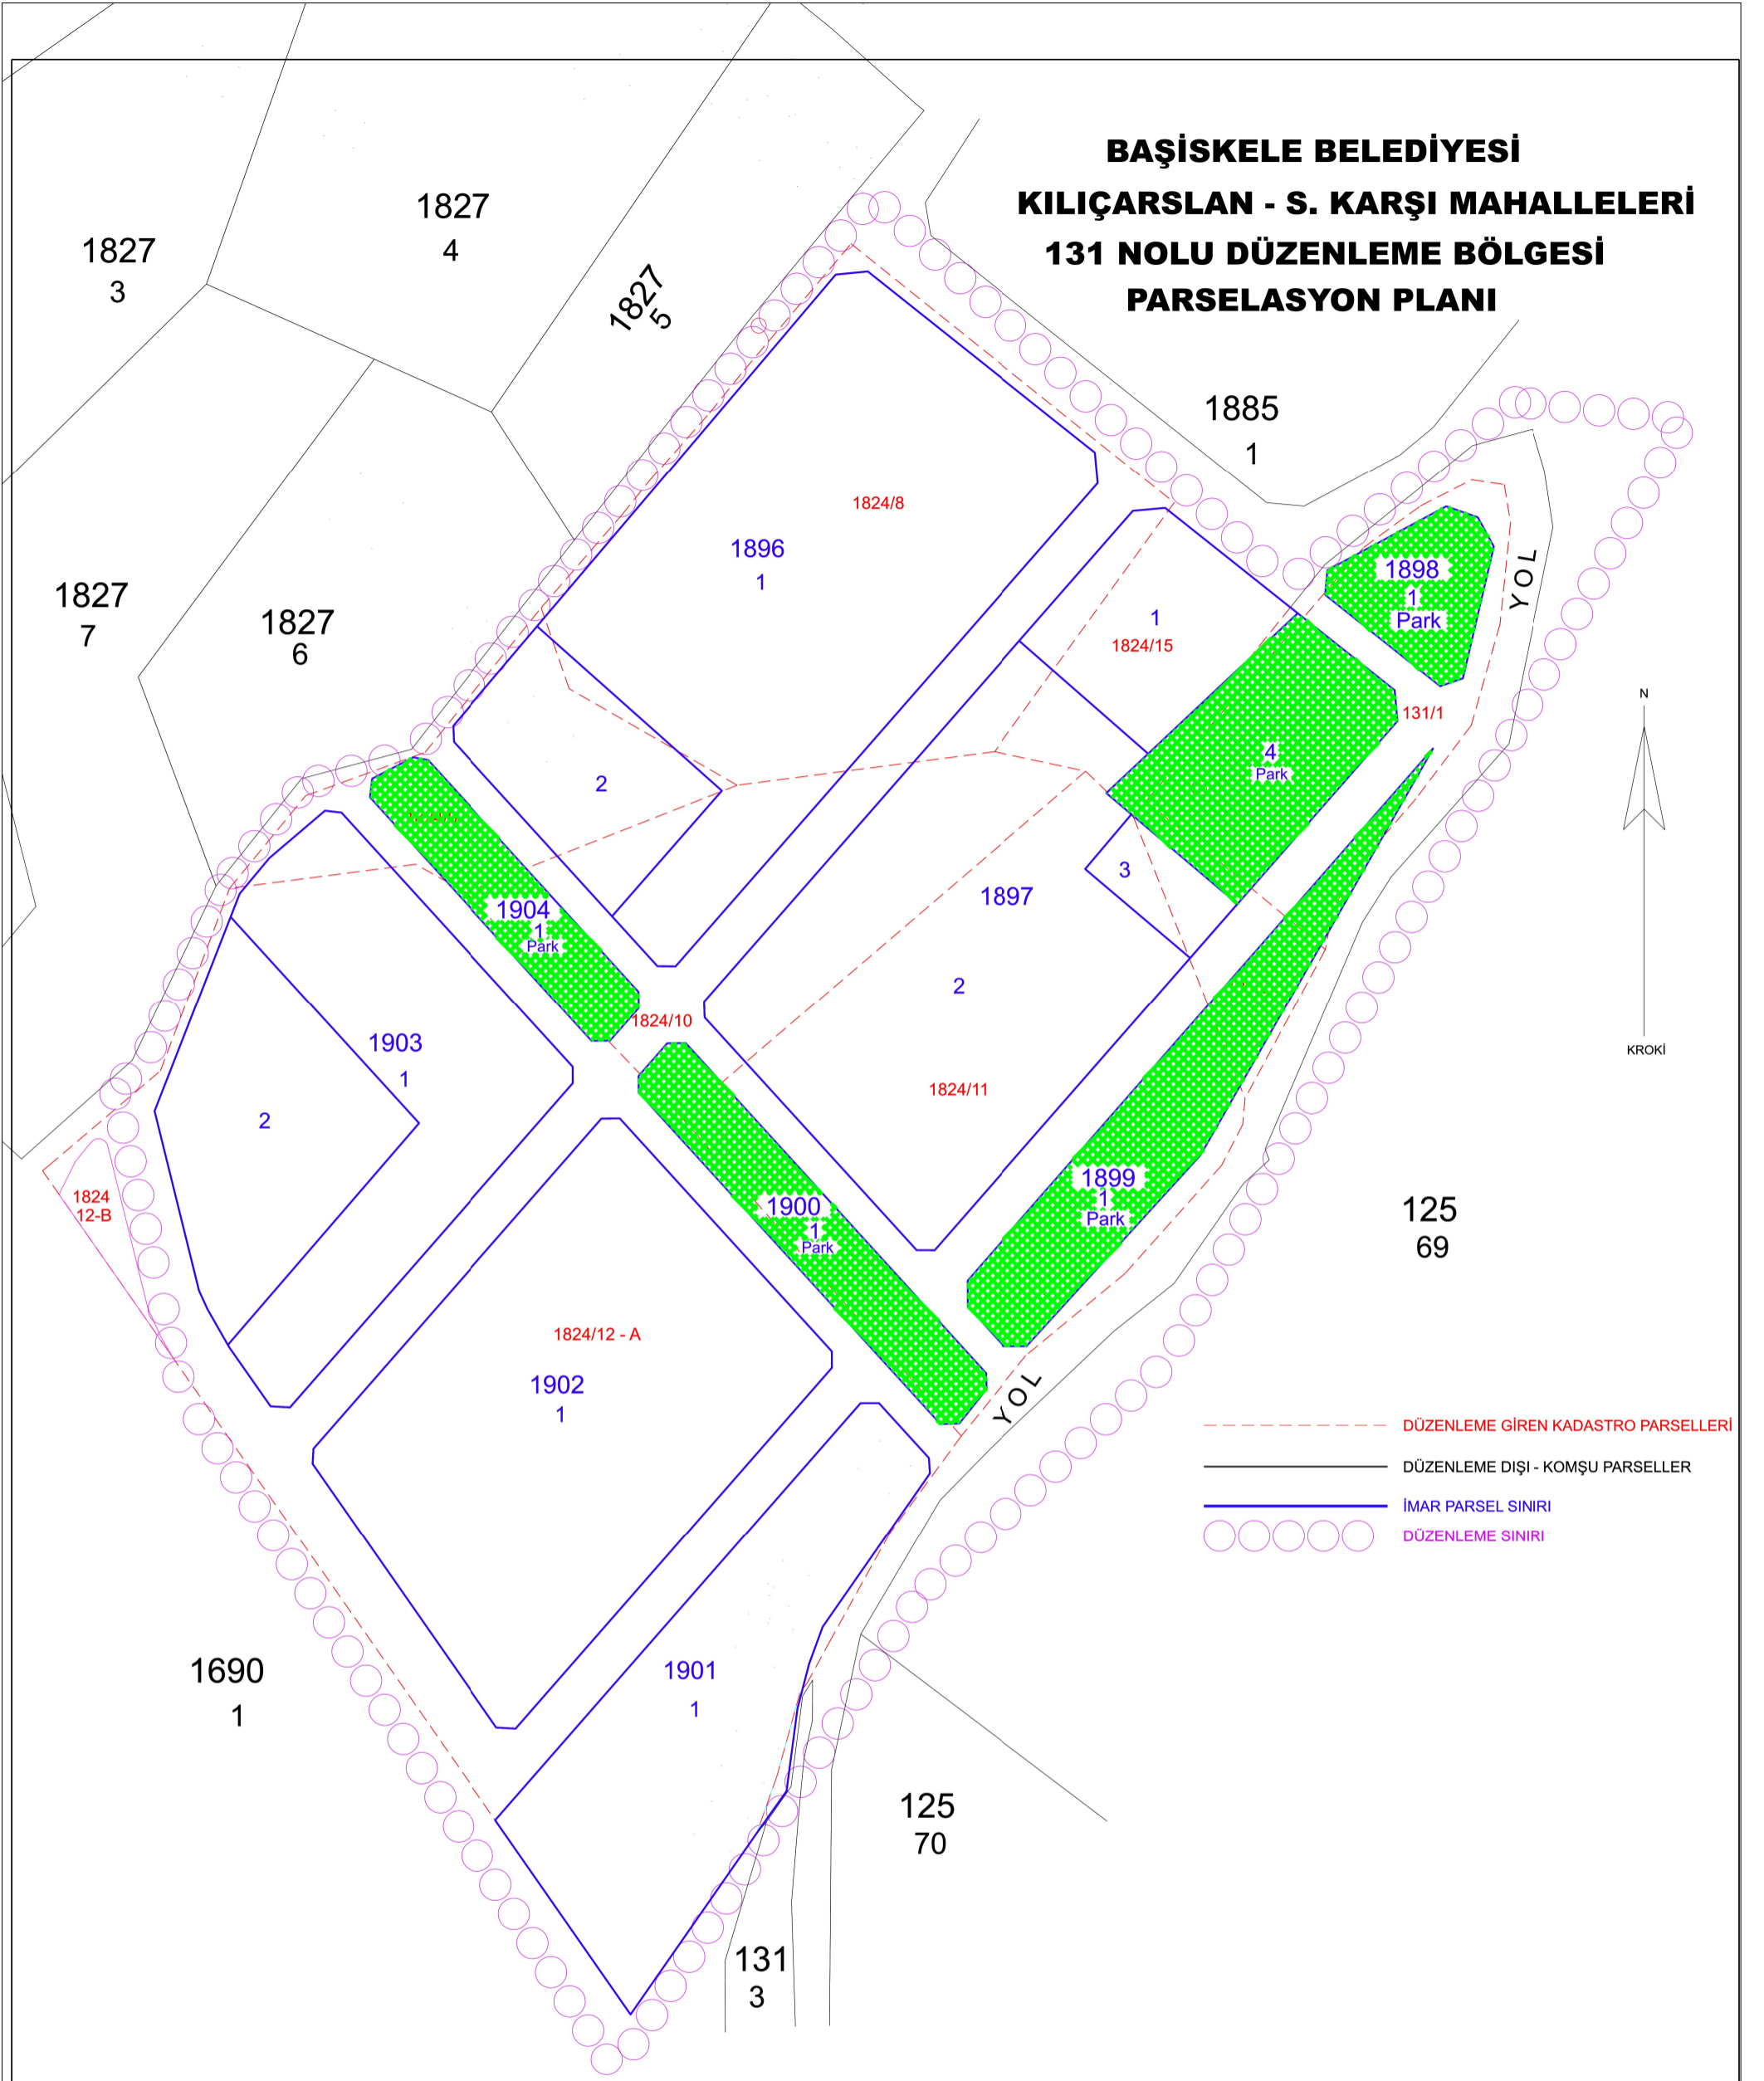 BAŞİSKELE BELEDİYESİ
KILIÇARSLAN - S. KARŞI MAHALLELERİ
131 NOLU DÜZENLEME BÖLGESİ
PARSELASYON PLANI
1827
4
1827
3
1827
5
1885
1
1824/8
1896
1
1898
1
Park
YOL
1827
7
1827
6
1
1824/15
131/1
N
KROKİ
4
Park
2
3
1897
2
1904
1
Park
1824/10
1903
1
2
1824/11
1824
12-B
1899
1
Park
1900
1
Park
125
69
1824/12 - A
1902
1
YOL
DÜZENLEME GİREN KADASTRO PARSELLERİ
DÜZENLEME DIŞI - KOMŞU PARSELLER
İMAR PARSEL SINIRI
DÜZENLEME SINIRI
1690
1
1901
1
125
70
131
3